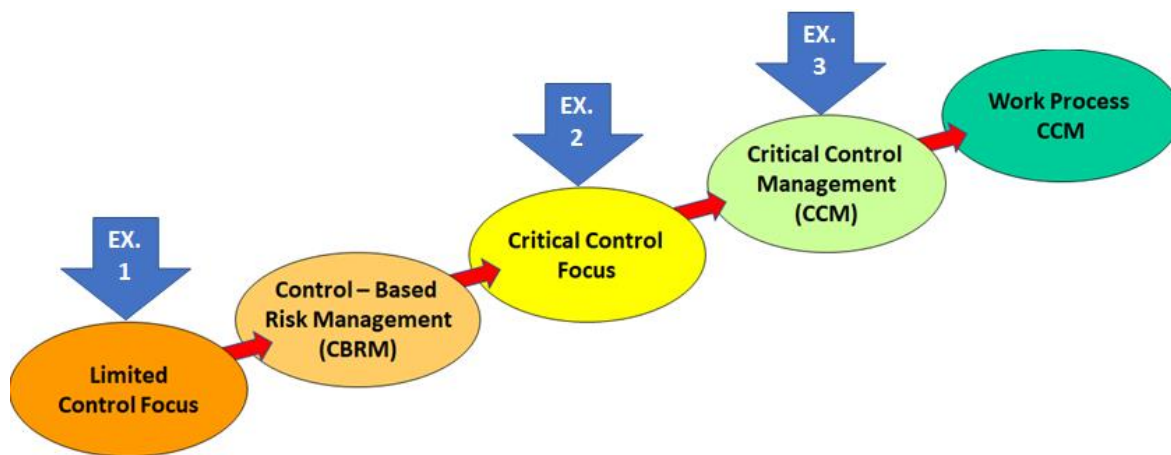 EX.
1
Limited
Control Focus
Control – Based
Risk Management
(CBRM)
EX.
2
Critical Control
Focus
EX.
3
Critical Control
Management
(CCM)
Work Process
CCM